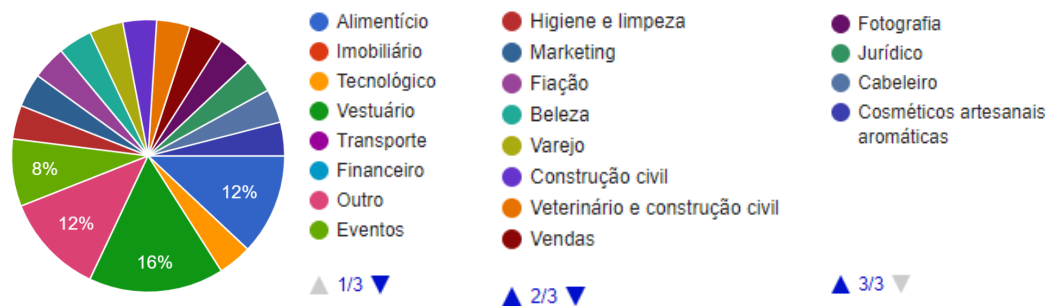 8%
12%
12%
16%
Alimentício
Imobiliário
Tecnológico
Vestuário
Transporte
Financeiro
Outro
Eventos
1/3
Higiene e limpeza
Marketing
Fiação
Beleza
Varejo
Construção civil
Veterinário e construção civil
Vendas
2/3
Fotografia
Jurídico
Cabeleiro
Cosméticos artesanais
aromáticas
3/3